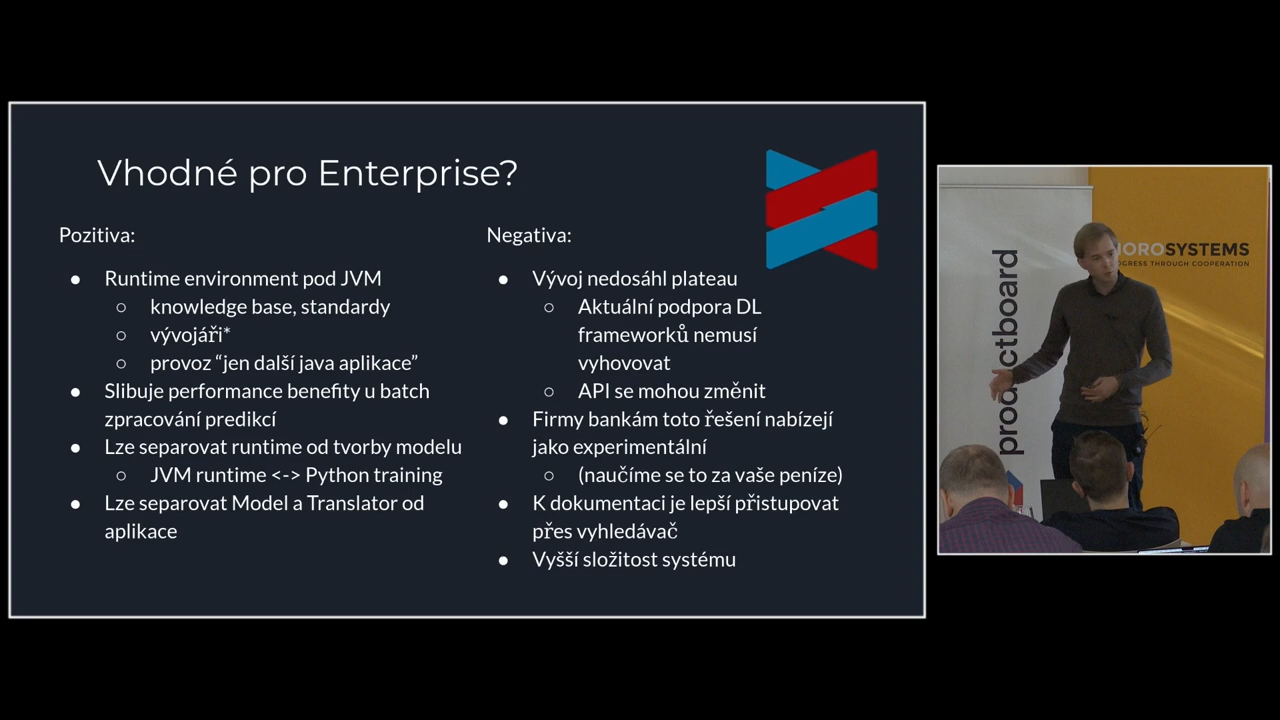 Vhodné pro Enterprise?
Pozitiva:
● Runtime environment pod JVM
○ knowledge base, standardy
○ vývojáři*
○ provoz “jen další java aplikace”
● Slibuje performance benefity u batch
zpracování predikcí
● Lze separovat runtime od tvorby modelu
○ JVM runtime <-> Python training
● Lze separovat Model a Translator od
aplikace
Negativa:
● Vývoj nedosáhl plateau
○ Aktuální podpora DL
frameworků nemusí
vyhovovat
○ API se mohou změnit
● Firmy bankám toto řešení nabízejí
jako experimentální
○ (naučíme se to za vaše peníze)
● K dokumentaci je lepší přistupovat
přes vyhledávač
● Vyšší složitost systému
productboard
OROSYSTEMS
OGRESS THROUGH COOPERATION